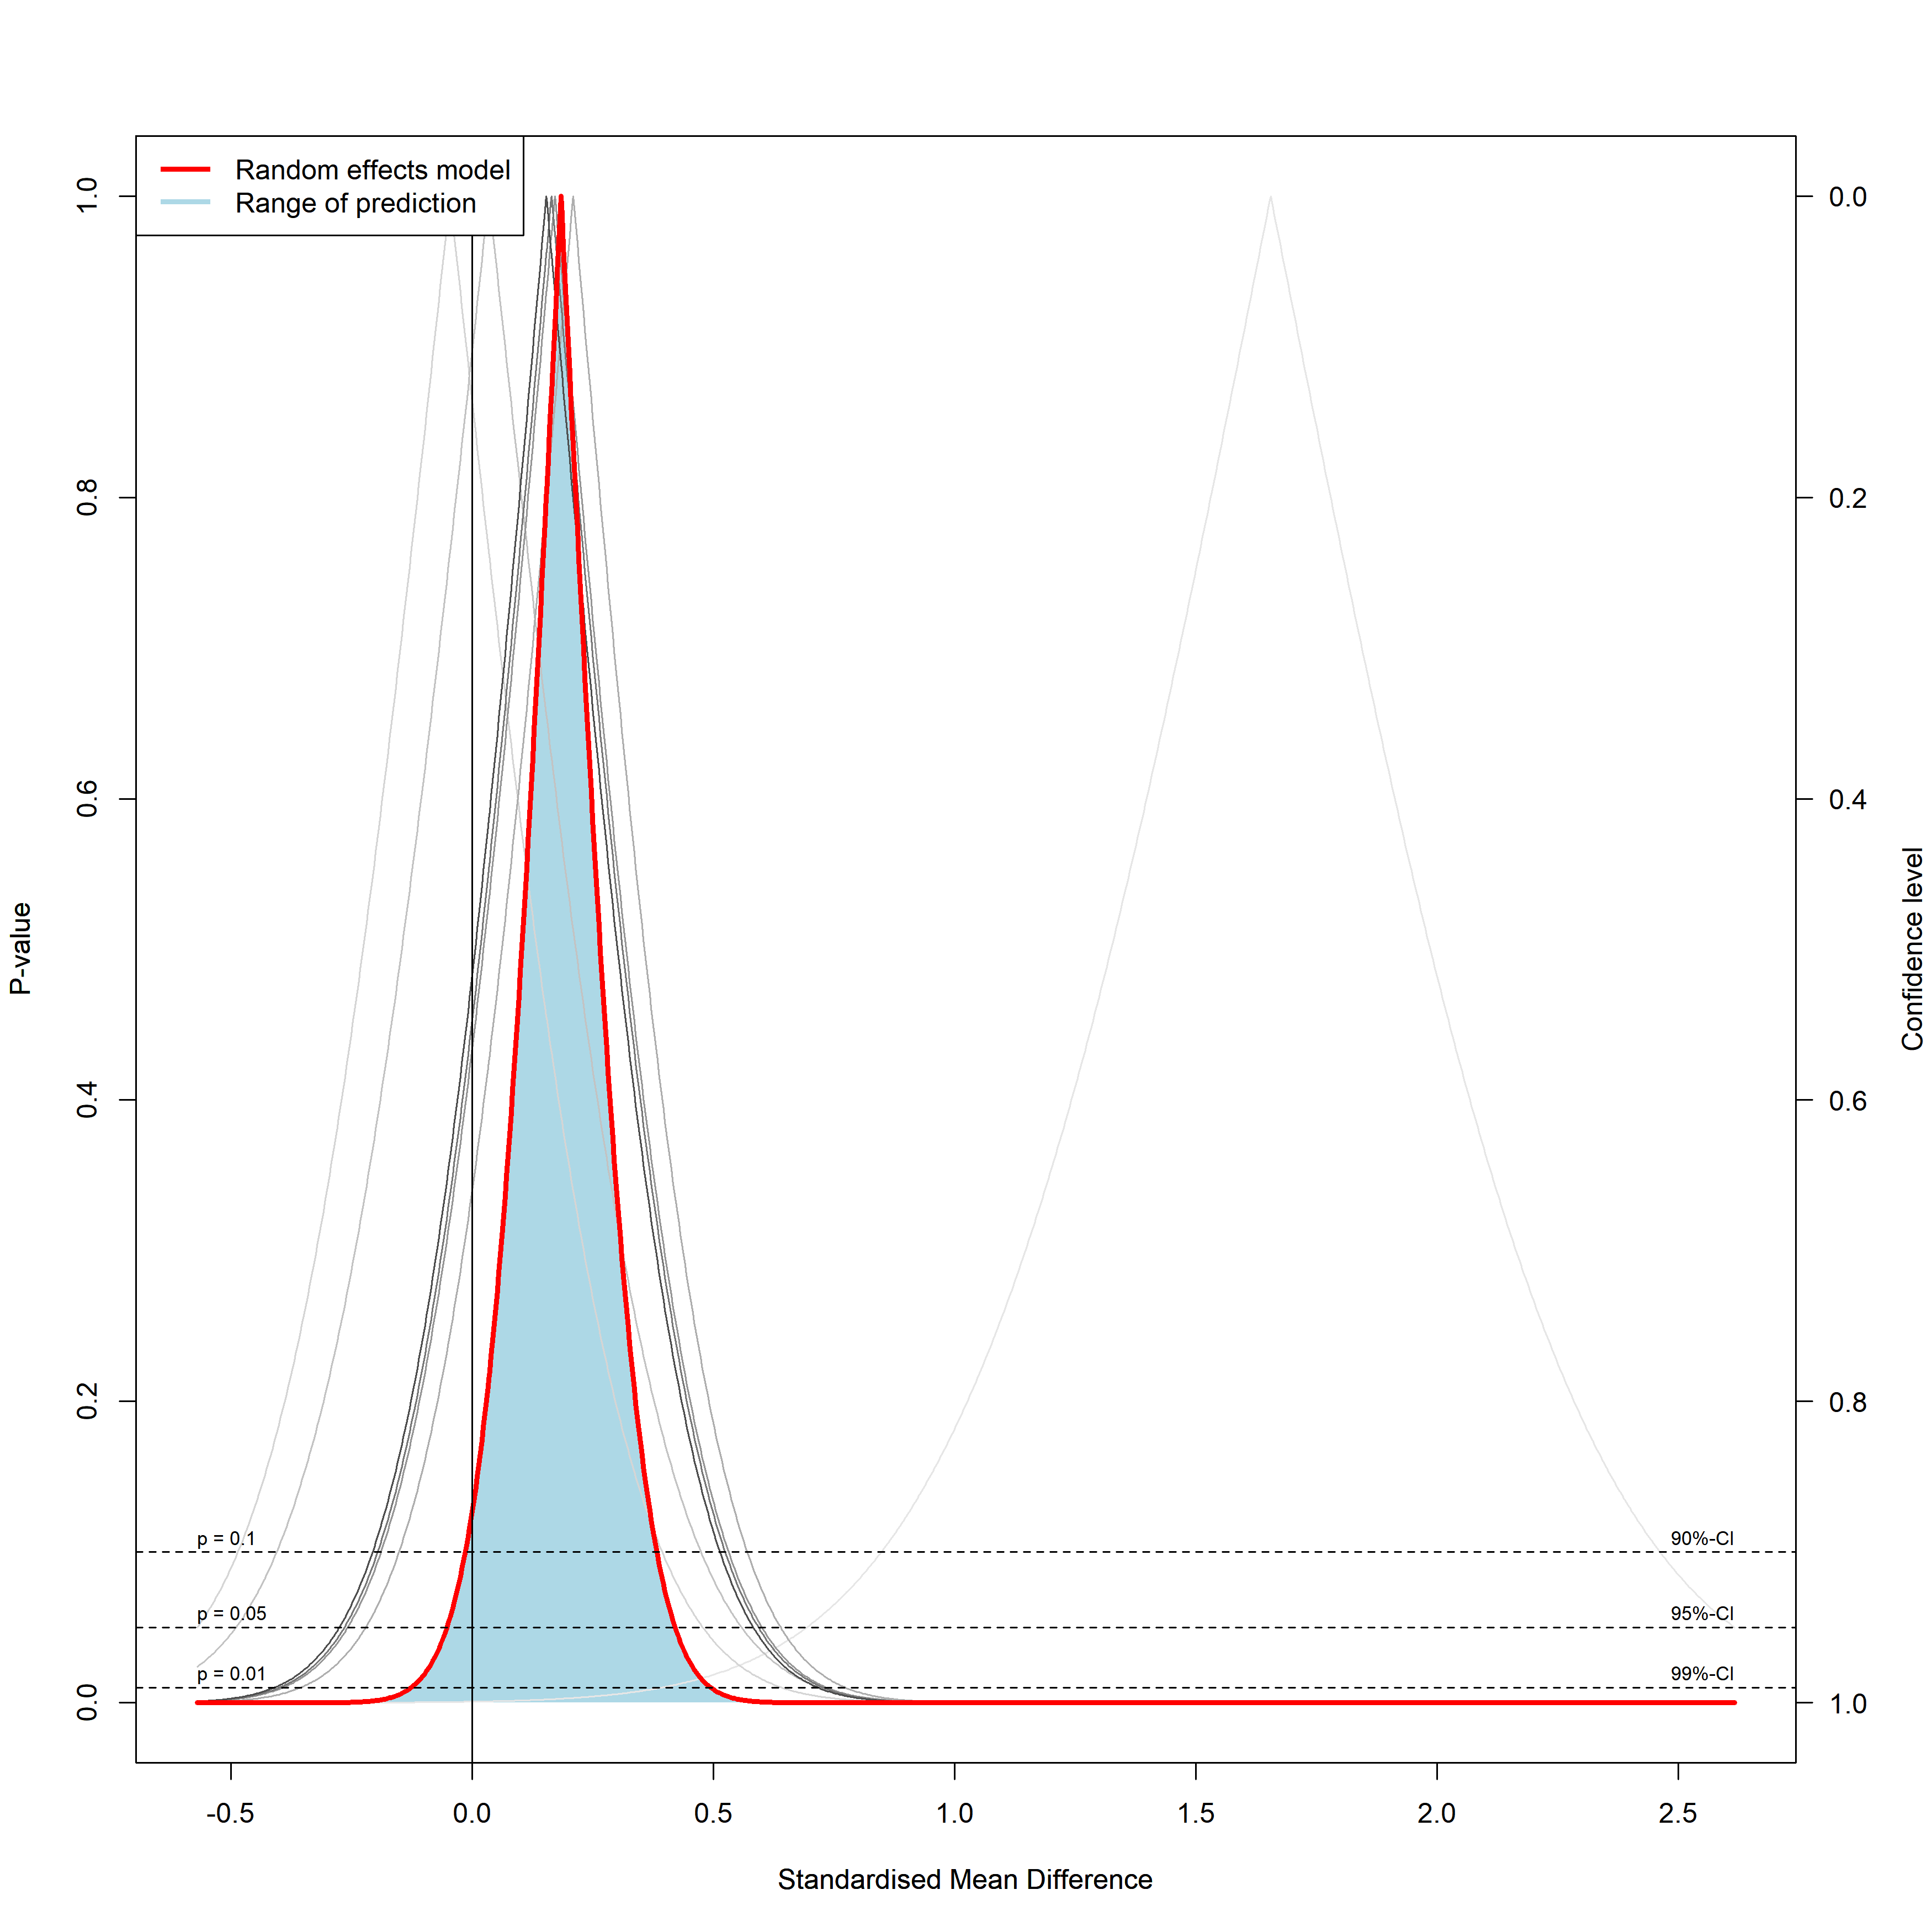 Random effects model
Range of prediction
1.0
0.8
0.6
0.4
0.2
0.0
P-value
0.0
0.2
0.4
0.6
0.8
1.0
Confidence level
p = 0.1
90%-CI
p = 0.05
95%-CI
p = 0.01
99%-CI
-0.5 0.0 0.5 1.0 1.5 2.0 2.5
Standardised Mean Difference